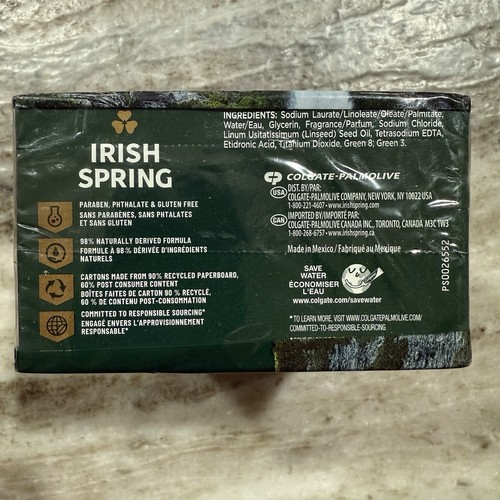 IRISH
SPRING
PARABEN, PHTHALATE & GLUTEN FREE
SANS PARABÈNES, SANS PHTALATES
ET SANS GLUTEN
98% NATURALLY DERIVED FORMULA
FORMULE À 98% DÉRIVÉE D'INGRÉDIENTS
NATURELS
CARTONS MADE FROM 90% RECYCLED PAPERBOARD,
60% POST CONSUMER CONTENT
BOÎTES FAITES DE CARTON 90 % RECYCLÉ,
60 % DE CONTENU POST-CONSOMMATION
COMMITTED TO RESPONSIBLE SOURCING*
ENGAGÉ ENVERS L'APPROVISIONNEMENT
RESPONSABLE*
INGREDIENTS: Sodium Laurate/Linoleate/Oleate/Palmitate,
Water/Eau, Glycerin, Fragrance/Parfum, Sodium Chloride,
Linum Usitatissimum (Linseed) Seed Oil, Tetrasodium EDTA,
Etidronic Acid, Titanium Dioxide, Green 8; Green 3.
COLGATE-PALMOLIVE
USA DIST. BY/PAR:
COLGATE-PALMOLIVE COMPANY, NEW YORK, NY 10022 USA
1-800-221-4607 • www.irishspring.com
CAN IMPORTED BY/IMPORTÉ PAR:
COLGATE-PALMOLIVE CANADA INC., TORONTO, CANADA M3C 1W3
1-800-268-6757 • www.irishspring.ca
Made in Mexico / Fabriqué au Mexique
SAVE
WATER
ÉCONOMISER
L'EAU
www.colgate.com/savewater
*TO LEARN MORE, VISIT WWW.COLGATEPALMOLIVE.COM/
COMMITTED-TO-RESPONSIBLE-SOURCING
PS0026552